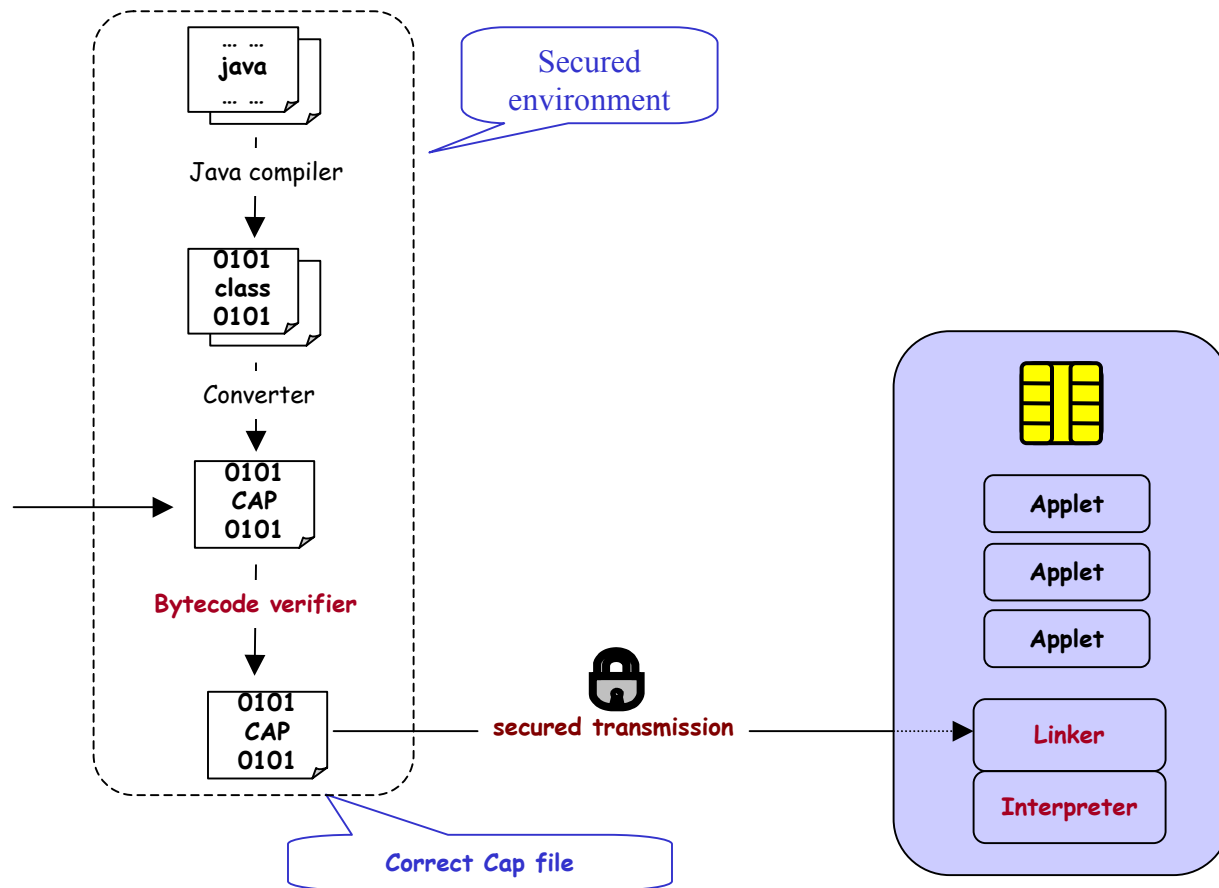 ... ...
java
... ...
Secured
environment
Java compiler
0101
class
0101
Converter
0101
CAP
0101
Bytecode verifier
0101
CAP
0101
secured transmission
Correct Cap file
Applet
Applet
Applet
Linker
Interpreter